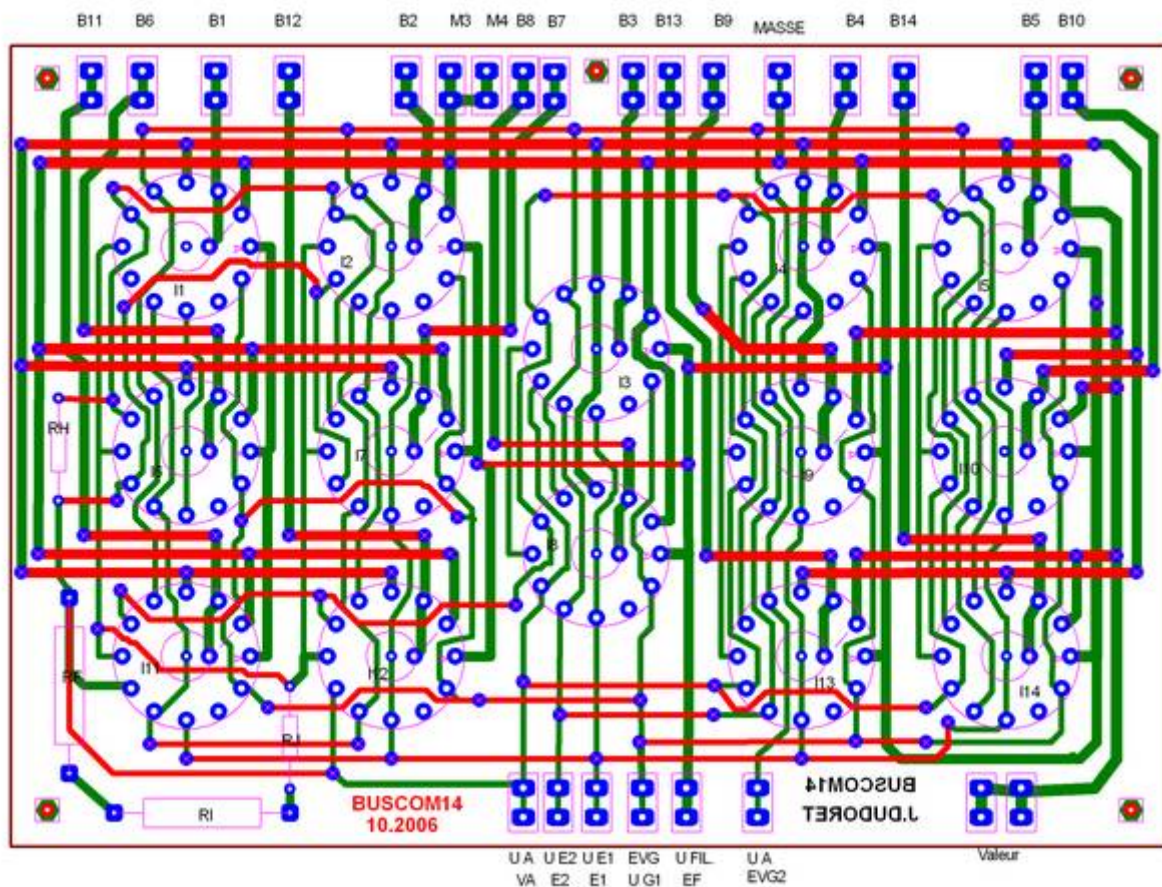 B11 B6 B1 B12 B2 M3 M4 B8 B7 B3 B13 B9 MASSE B4 B14 B5 B10
I1
I2
I4
I5
I3
RH
I7
I9
I10
I8
I11
I12
I13
I14
RJ
RI
BUSCOM14
10.2006
BUSCOM14
J.DUDORET
U A U E2 U E1 EVG U FIL. U A Valeur
VA E2 E1 U G1 EF EVG2